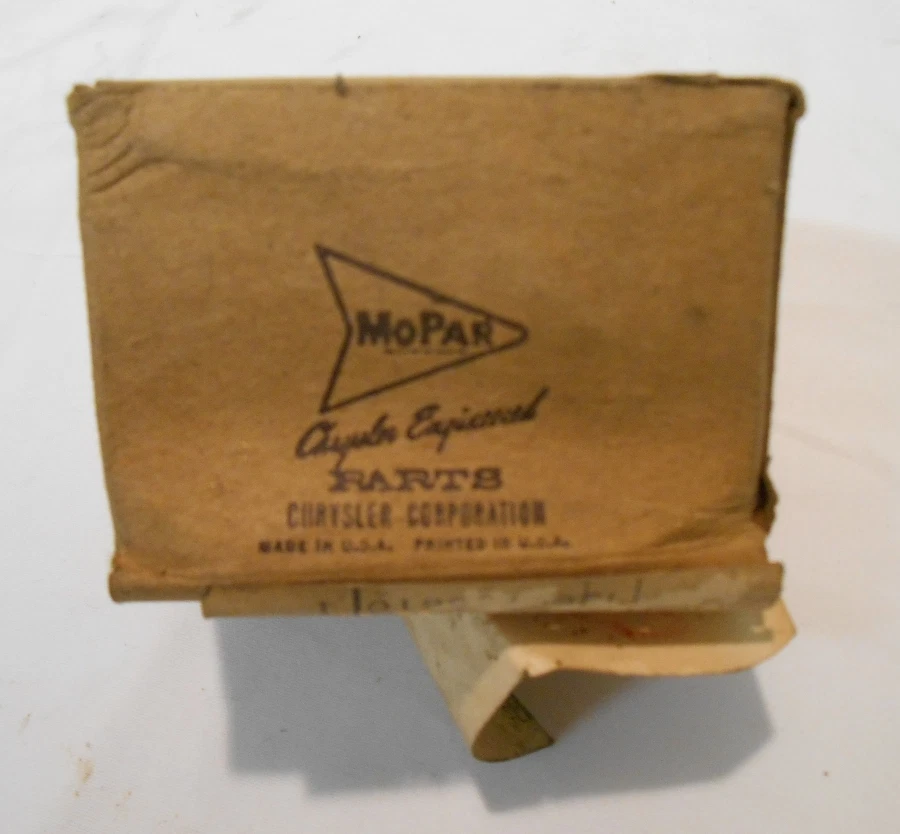 MOPAR
Chrysler Engineered
PARTS
CHRYSLER CORPORATION
MADE IN U.S.A. PRINTED IN U.S.A.